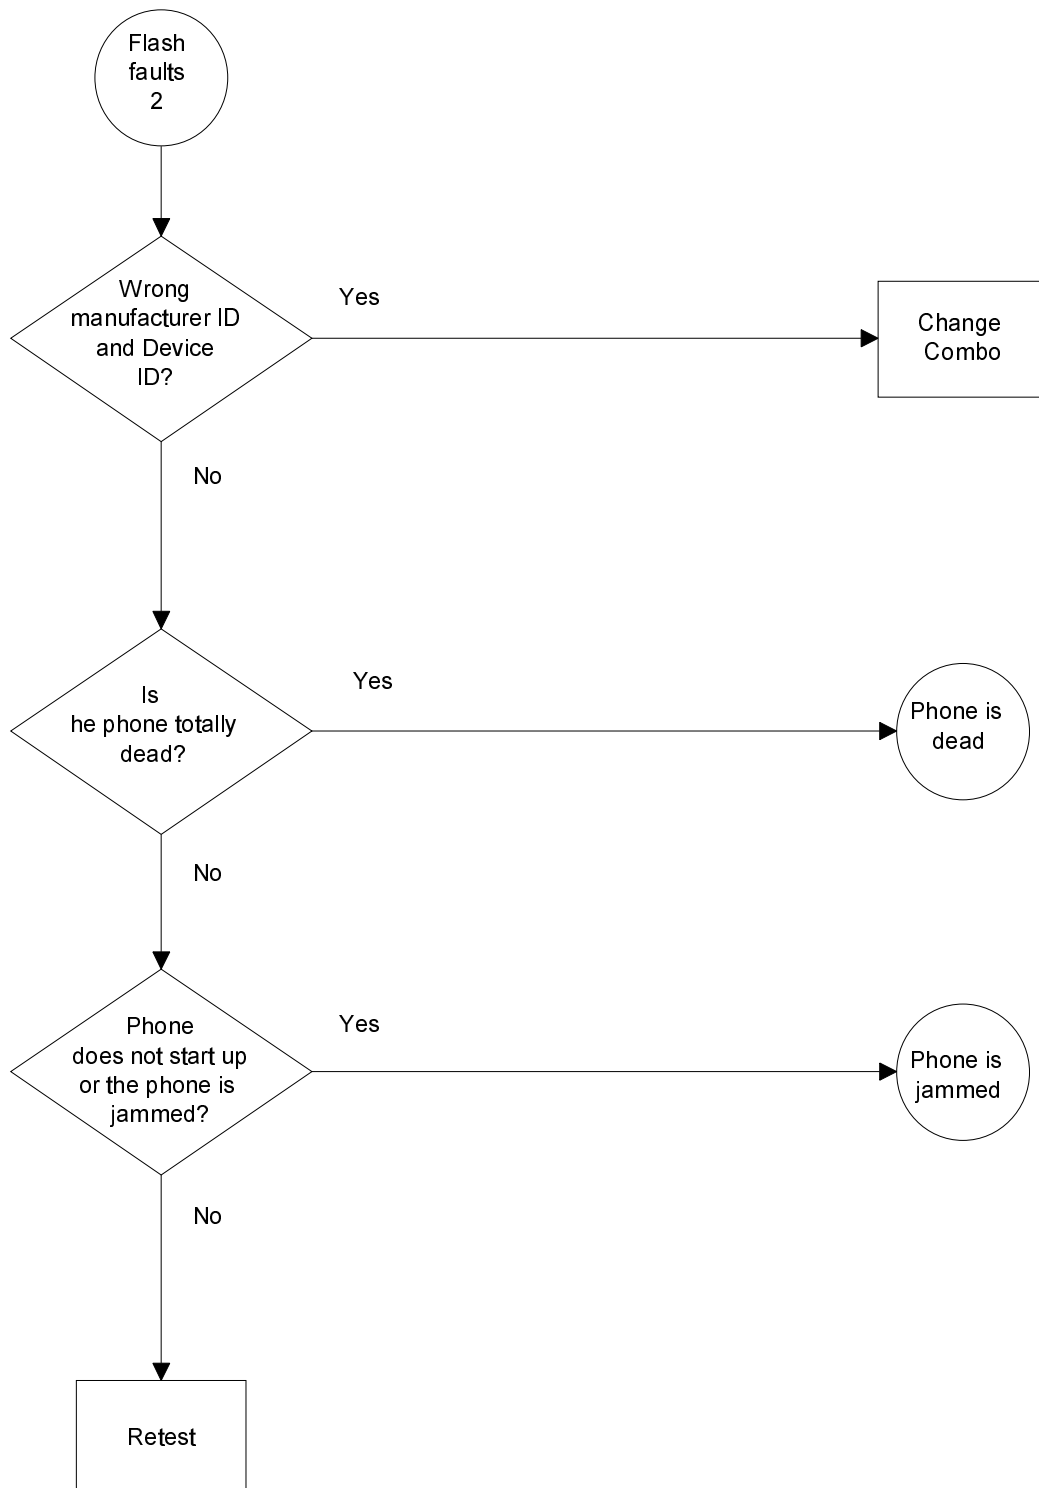 Flash
faults
2
Wrong
manufacturer ID
and Device
ID?
Yes
Change
Combo
No
Is
he phone totally
dead?
Yes
Phone is
dead
No
Phone
does not start up
or the phone is
jammed?
Yes
Phone is
jammed
No
Retest